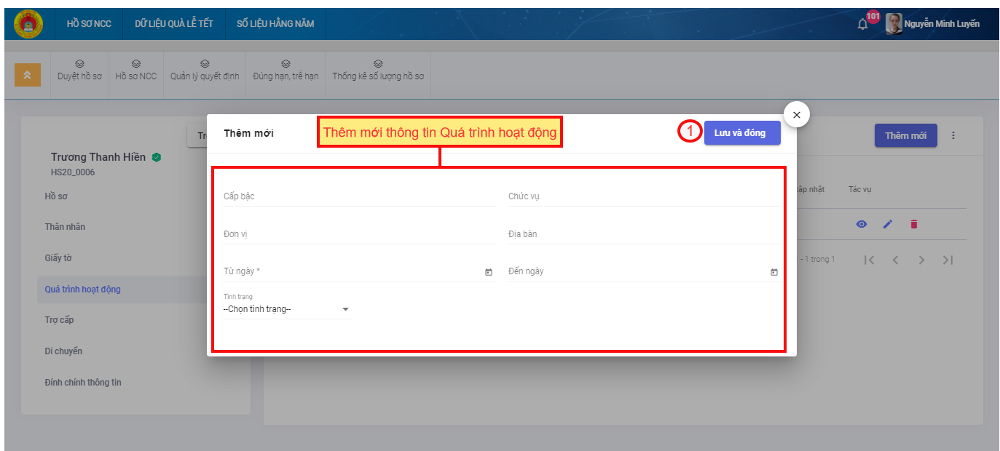 HỒ SƠ NCC
DỮ LIỆU QUÀ LỄ TẾT
SỐ LIỆU HẰNG NĂM
101
Nguyễn Minh Luyến
Duyệt hồ sơ
Hồ sơ NCC
Quản lý quyết định
Đúng hạn, trễ hạn
Thống kê số lượng hồ sơ
Thêm mới
Thêm mới thông tin Quá trình hoạt động
1
Lưu và đóng
Thêm mới
Trương Thanh Hiền
HS20_0006
Hồ sơ
Thân nhân
Giấy tờ
Quá trình hoạt động
Trợ cấp
Di chuyển
Đính chính thông tin
Cấp bậc
Chức vụ
Đơn vị
Địa bàn
Từ ngày *
Đến ngày
Tình trạng
--Chọn tình trạng--
cập nhật
Tác vụ
- 1 trong 1